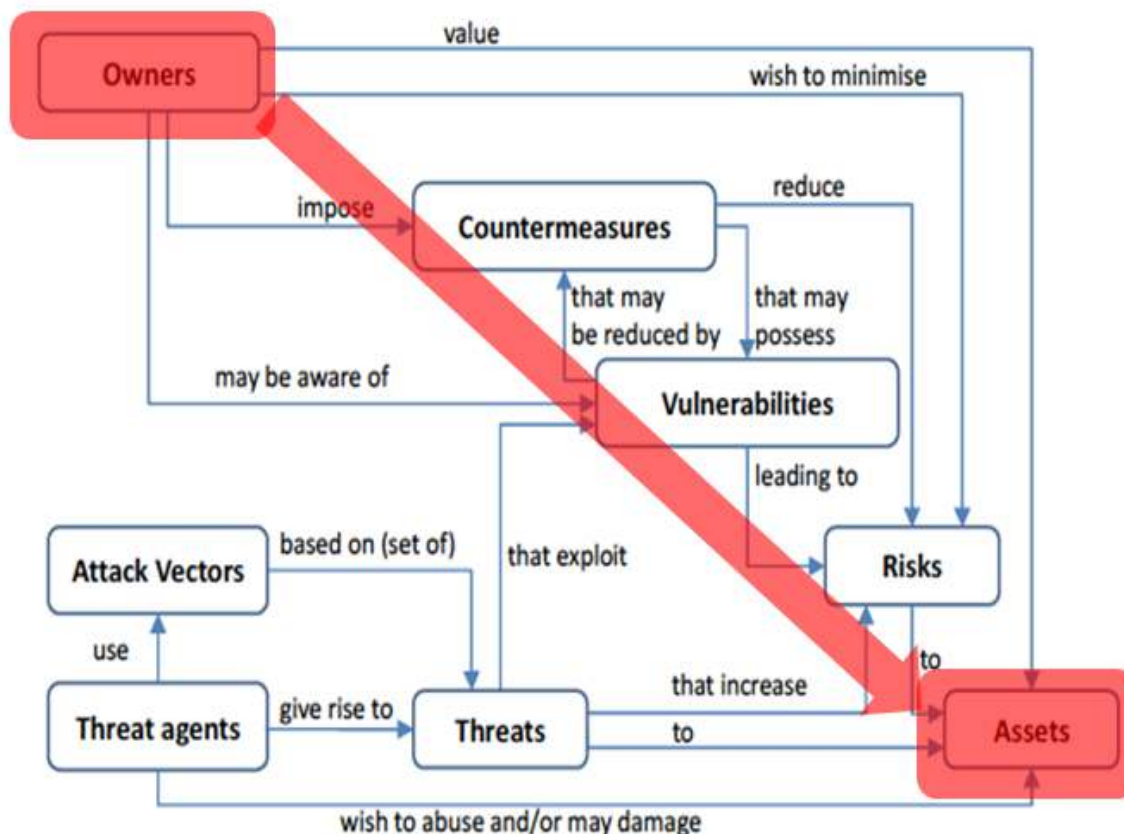 value
Owners
wish to minimise
reduce
impose
Countermeasures
that may
be reduced by
that may
possess
may be aware of
Vulnerabilities
leading to
based on (set of)
that exploit
Attack Vectors
Risks
use
to
that increase
give rise to
Threat agents
Threats
to
Assets
wish to abuse and/or may damage